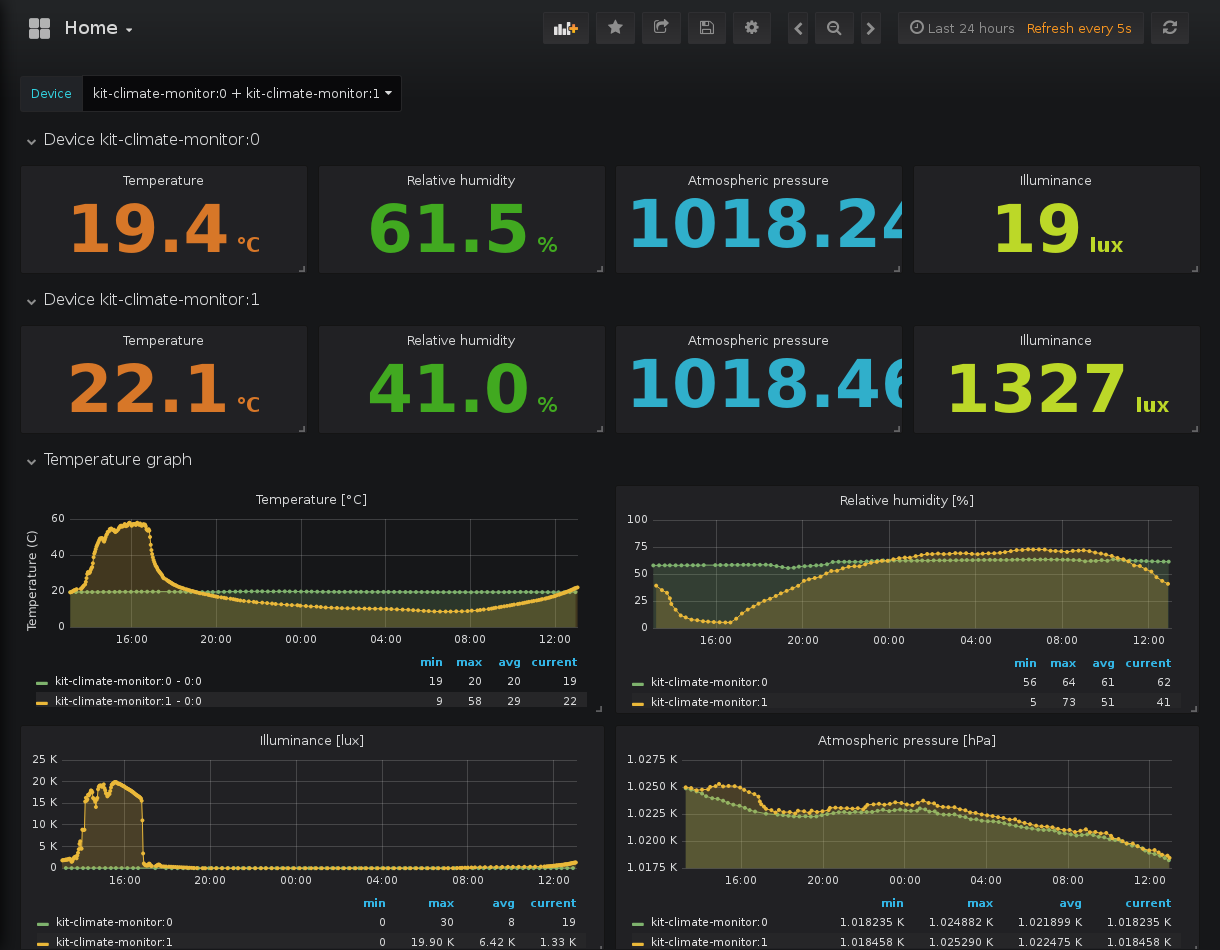 Home
Last 24 hours Refresh every 5s
Device kit-climate-monitor:0 + kit-climate-monitor:1
Device kit-climate-monitor:0
Temperature Relative humidity Atmospheric pressure Illuminance
19.4 °C 61.5 % 1018.24 19 lux
Device kit-climate-monitor:1
Temperature Relative humidity Atmospheric pressure Illuminance
22.1 °C 41.0 % 1018.46 1327 lux
Temperature graph
Temperature [°C]
Temperature (C)
60
40
20
0
16:00 20:00 00:00 04:00 08:00 12:00
min max avg current
kit-climate-monitor:0 - 0:0 19 20 20 19
kit-climate-monitor:1 - 0:0 9 58 29 22
Relative humidity [%]
100
75
50
25
0
16:00 20:00 00:00 04:00 08:00 12:00
min max avg current
kit-climate-monitor:0 56 64 61 62
kit-climate-monitor:1 5 73 51 41
Illuminance [lux]
25 K
20 K
15 K
10 K
5 K
0
16:00 20:00 00:00 04:00 08:00 12:00
min max avg current
kit-climate-monitor:0 0 30 8 19
kit-climate-monitor:1 0 19.90 K 6.42 K 1.33 K
Atmospheric pressure [hPa]
1.0275 K
1.0250 K
1.0225 K
1.0200 K
1.0175 K
16:00 20:00 00:00 04:00 08:00 12:00
min max avg current
kit-climate-monitor:0 1.018235 K 1.024882 K 1.021899 K 1.018235 K
kit-climate-monitor:1 1.018458 K 1.025290 K 1.022475 K 1.018458 K